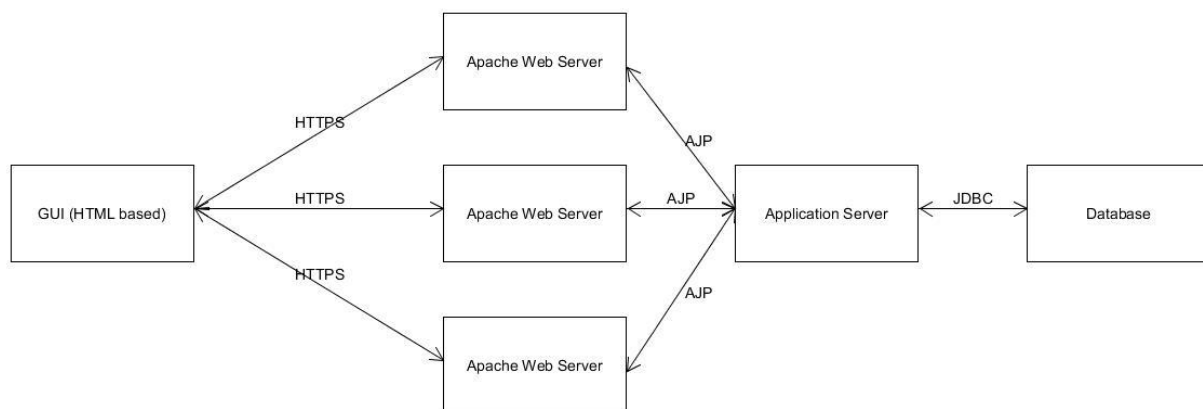 Apache Web Server
HTTPS
AJP
GUI (HTML based)
HTTPS
Apache Web Server
AJP
Application Server
JDBC
Database
HTTPS
AJP
Apache Web Server